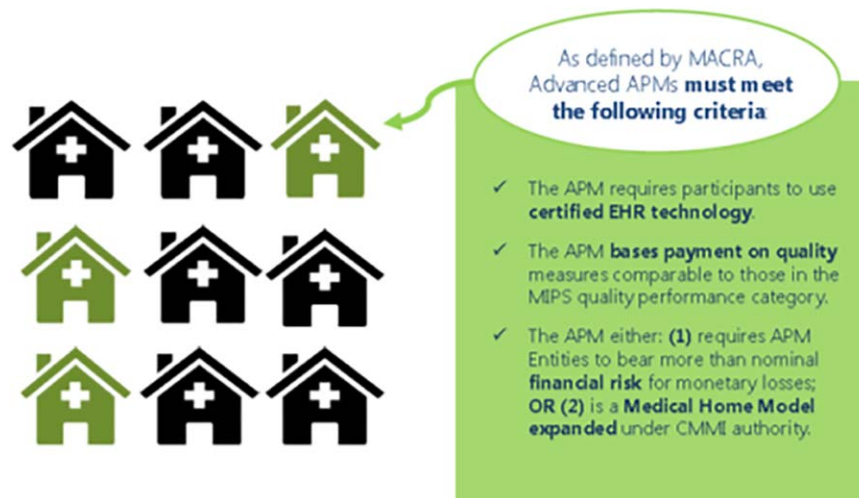 As defined by MACRA,
Advanced APMs must meet
the following criteria:
✓ The APM requires participants to use
certified EHR technology.
✓ The APM bases payment on quality
measures comparable to those in the
MIPS quality performance category.
✓ The APM either: (1) requires APM
Entities to bear more than nominal
financial risk for monetary losses;
OR (2) is a Medical Home Model
expanded under CMMI authority.